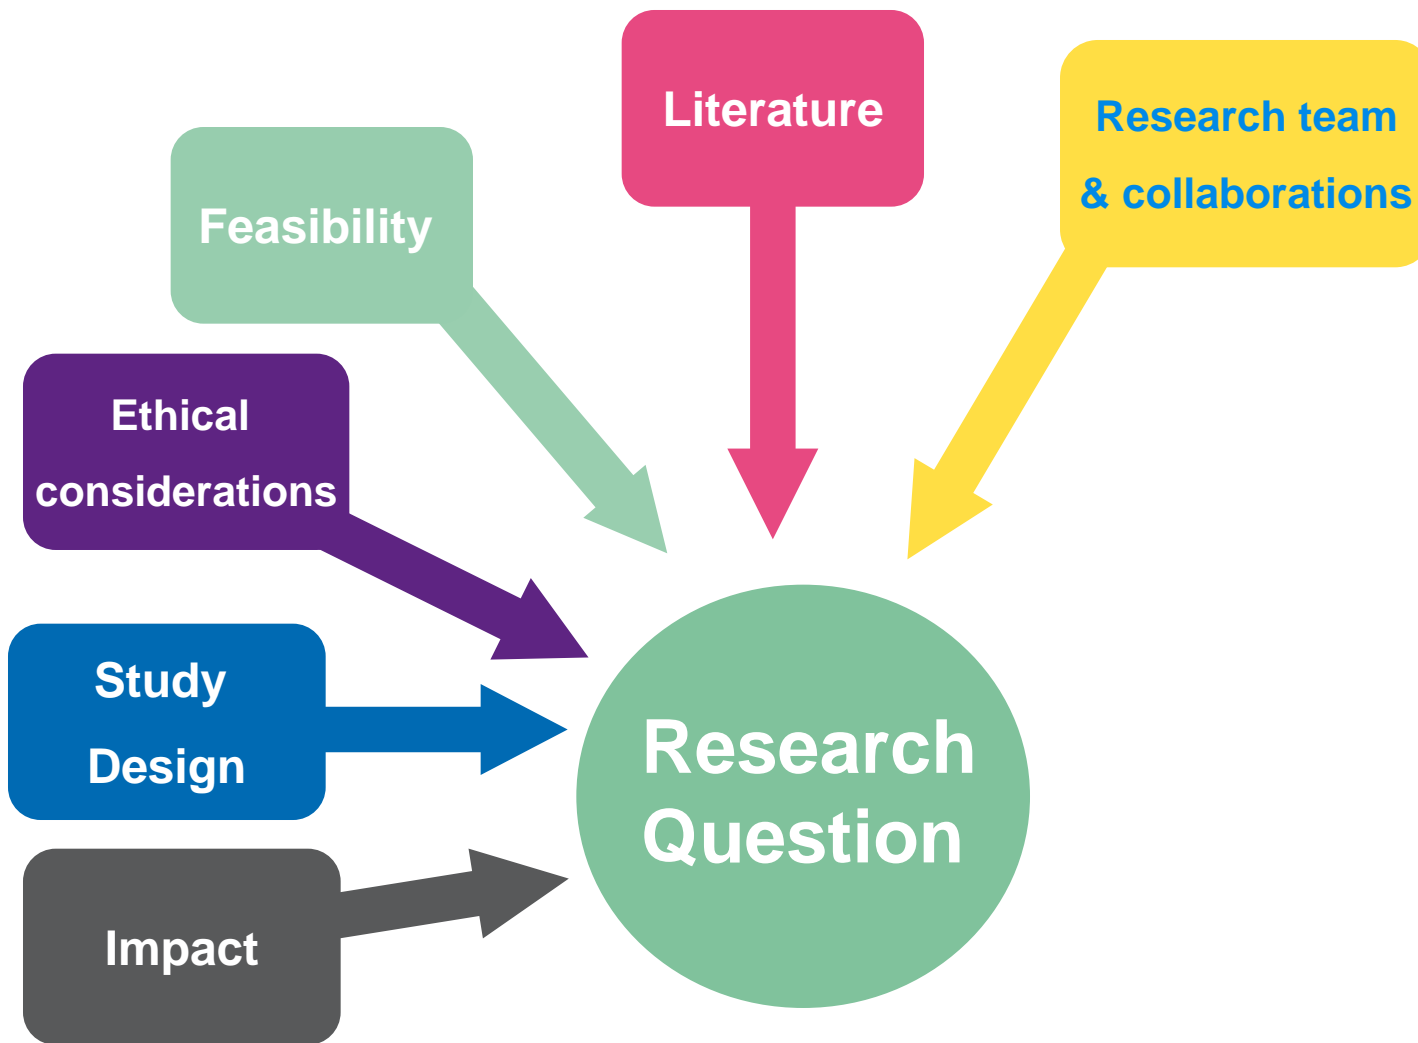 Literature
Research team
& collaborations
Feasibility
Ethical
considerations
Study
Design
Research
Question
Impact